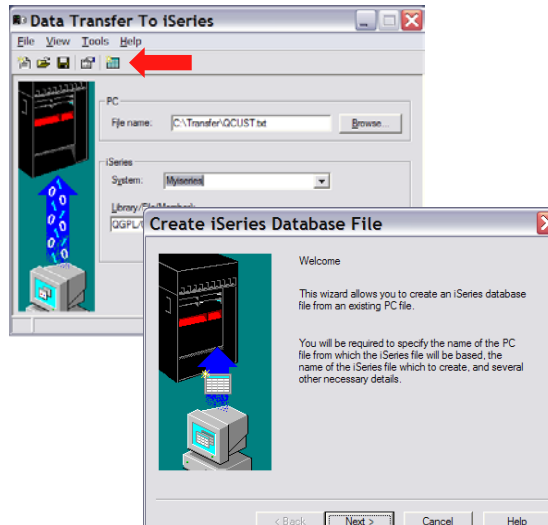 Data Transfer To iSeries
File View Tools Help
PC
File name: C:\Transfer\QCUST.txt Browse...
iSeries
System: Myiseries
Library/File(Member):
QGPL/
Create iSeries Database File
Welcome
This wizard allows you to create an iSeries database
file from an existing PC file.
You will be required to specify the name of the PC
file from which the iSeries file will be based, the
name of the iSeries file which to create, and several
other necessary details.
< Back Next > Cancel Help